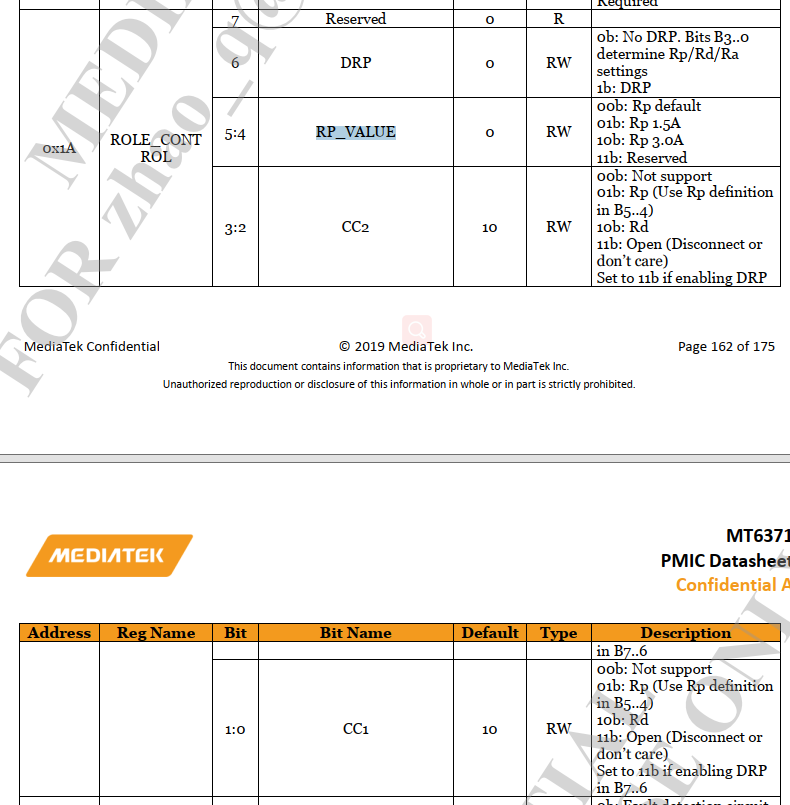 Required
7 Reserved 0 R
6 DRP 0 RW
0b: No DRP. Bits B3..0
determine Rp/Rd/Ra
settings
1b: DRP
0x1A
ROLE_CONT
ROL
5:4 RP_VALUE 0 RW
00b: Rp default
01b: Rp 1.5A
10b: Rp 3.0A
11b: Reserved
3:2 CC2 10 RW
00b: Not support
01b: Rp (Use Rp definition
in B5..4)
10b: Rd
11b: Open (Disconnect or
don't care)
Set to 11b if enabling DRP
MediaTek Confidential © 2019 MediaTek Inc. Page 162 of 175
This document contains information that is proprietary to MediaTek Inc.
Unauthorized reproduction or disclosure of this information in whole or in part is strictly prohibited.
MEDIATEK
MT6371
PMIC Datasheet
Confidential A
Address Reg Name Bit Bit Name Default Type Description
in B7..6
1:0 CC1 10 RW
00b: Not support
01b: Rp (Use Rp definition
in B5..4)
10b: Rd
11b: Open (Disconnect or
don't care)
Set to 11b if enabling DRP
in B7..6
0b: Fault detection circuit
FOR zhao_q@